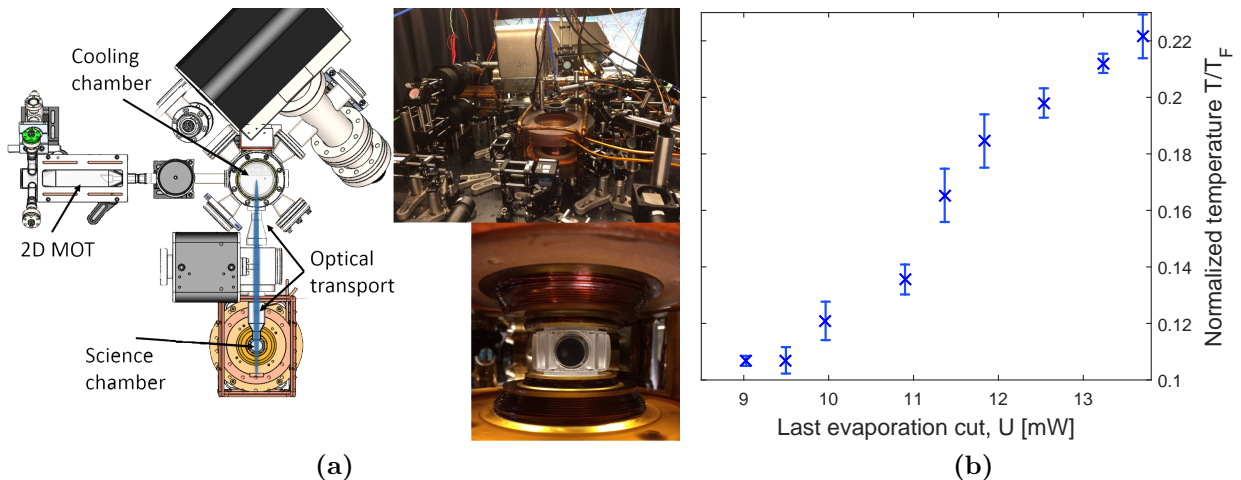 Cooling
chamber
2D MOT
Optical
transport
Science
chamber
(a)
0.22
0.2
0.18
0.16
0.14
0.12
0.1
Normalized temperature T/T_F
9 10 11 12 13
Last evaporation cut, U [mW]
(b)